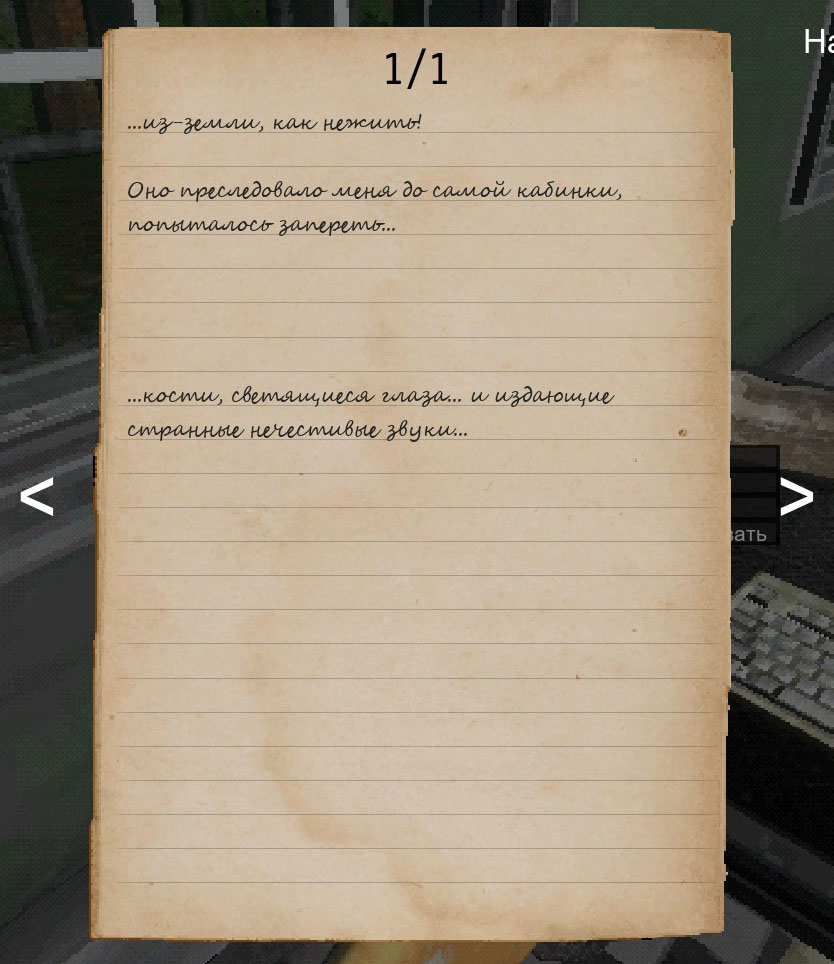 1/1
...из-земли, как нежить!
Оно преследовало меня до самой кабинки,
попыталось запереть...
...кости, светящиеся глаза... и издающие
странные нечестивые звуки...
<
>